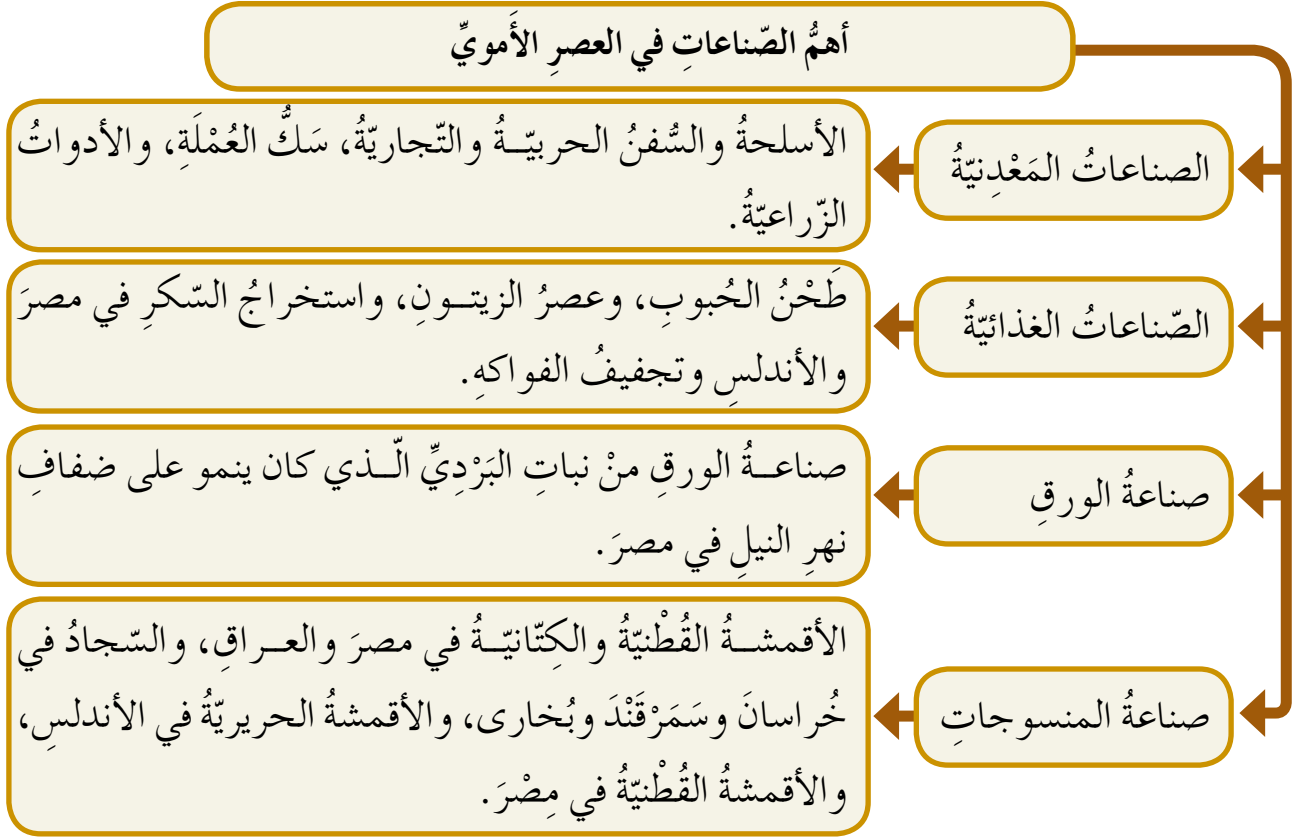 أهمُّ الصّناعاتِ في العصرِ الأَمويِّ
الصناعاتُ المَعْدِنيّةُ
الأسلحةُ والسُّفنُ الحربيّـةُ والتّجاريّةُ، سَكُّ العُمْلَةِ، والأدواتُ
الزّراعيّةُ.
الصّناعاتُ الغذائيّةُ
طَحْنُ الحُبوبِ، وعصرُ الزيتـونِ، واستخراجُ السّكرِ في مصرَ
والأندلسِ وتجفيفُ الفواكهِ.
صناعةُ الورقِ
صناعـةُ الورقِ منْ نباتِ البَرْدِيِّ الّـذي كان ينمو على ضفافِ
نهرِ النيلِ في مصرَ.
صناعةُ المنسوجاتِ
الأقمشـةُ القُطْنيّةُ والكِتّانيّـةُ في مصرَ والعـراقِ، والسّجادُ في
خُراسانَ وسَمَرْقَنْدَ وبُخارى، والأقمشةُ الحريريّةُ في الأندلسِ،
والأقمشةُ القُطْنيّةُ في مِصْرَ.